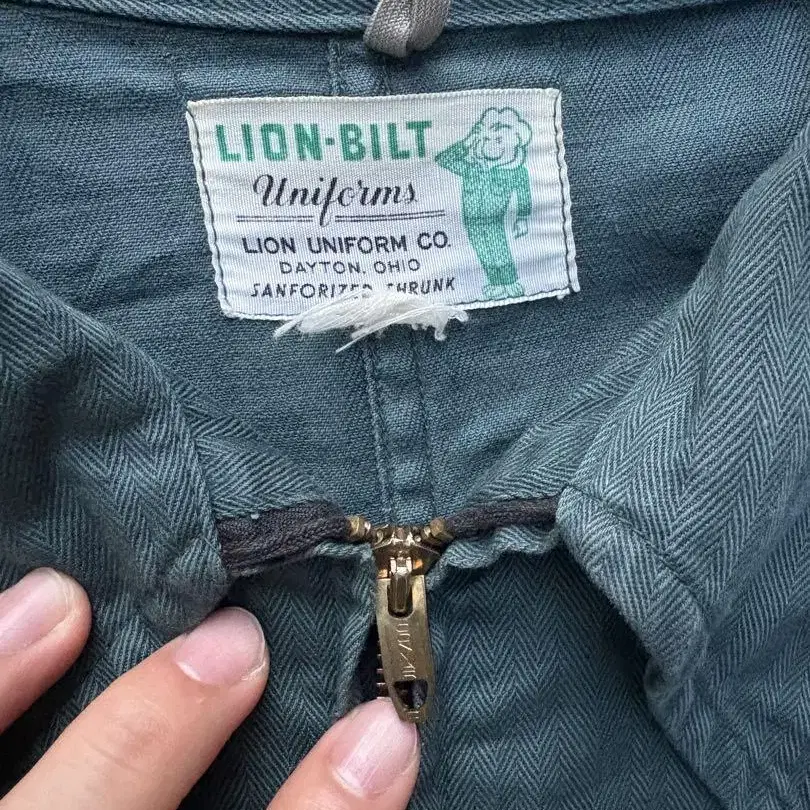 LION-BILT
Uniforms
LION UNIFORM CO.
DAYTON, OHIO
SANFORIZED SHRUNK